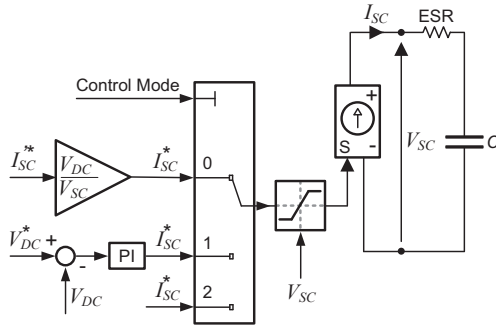 I_SC
ESR
Control Mode
+
I'*_SC
V_DC
V_SC
I*_SC
0
S
-
V_SC
C
V*_DC
+
-
PI
I*_SC
1
V_DC
I*_SC
2
V_SC